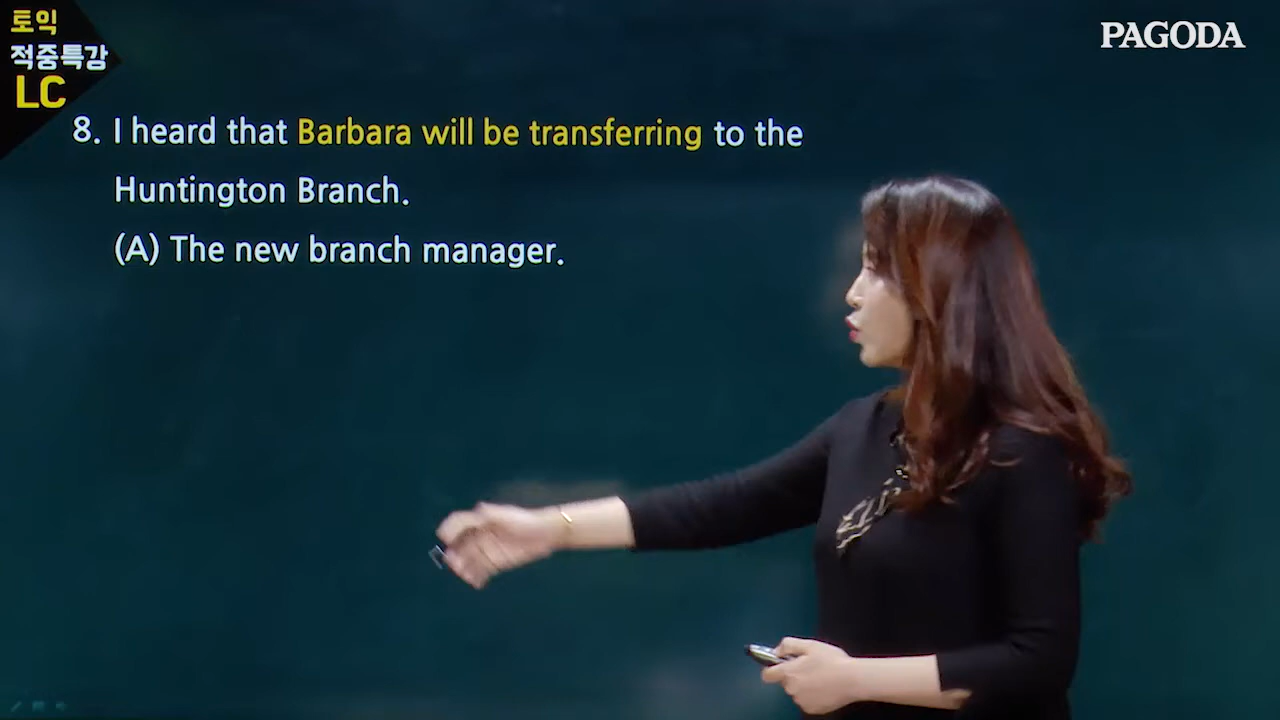 토익
적중특강
LC
PAGODA
8. I heard that Barbara will be transferring to the
Huntington Branch.
(A) The new branch manager.